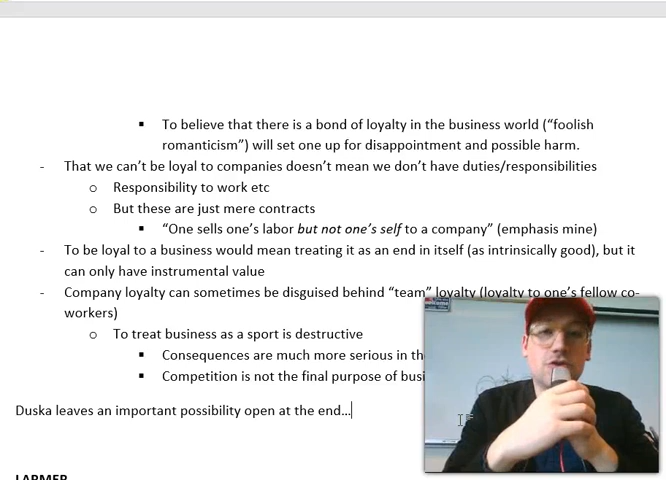 ▪ To believe that there is a bond of loyalty in the business world (“foolish
romanticism”) will set one up for disappointment and possible harm.
- That we can’t be loyal to companies doesn’t mean we don’t have duties/responsibilities
o Responsibility to work etc
o But these are just mere contracts
▪ “One sells one’s labor but not one’s self to a company” (emphasis mine)
- To be loyal to a business would mean treating it as an end in itself (as intrinsically good), but it
can only have instrumental value
- Company loyalty can sometimes be disguised behind “team” loyalty (loyalty to one’s fellow co-
workers)
o To treat business as a sport is destructive
▪ Consequences are much more serious in
▪ Competition is not the final purpose of
Duska leaves an important possibility open at the end…
LARMER